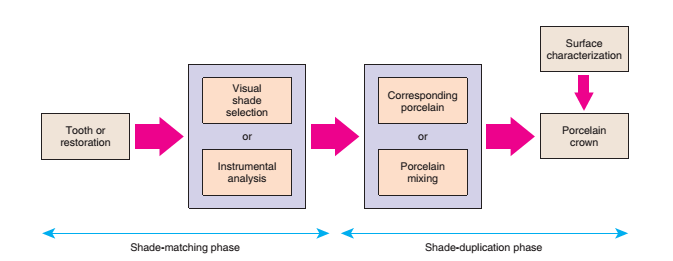 Surface
characterization
Visual
shade
selection
Corresponding
porcelain
Tooth or
restoration
or
or
Porcelain
crown
Instrumental
analysis
Porcelain
mixing
Shade-matching phase
Shade-duplication phase